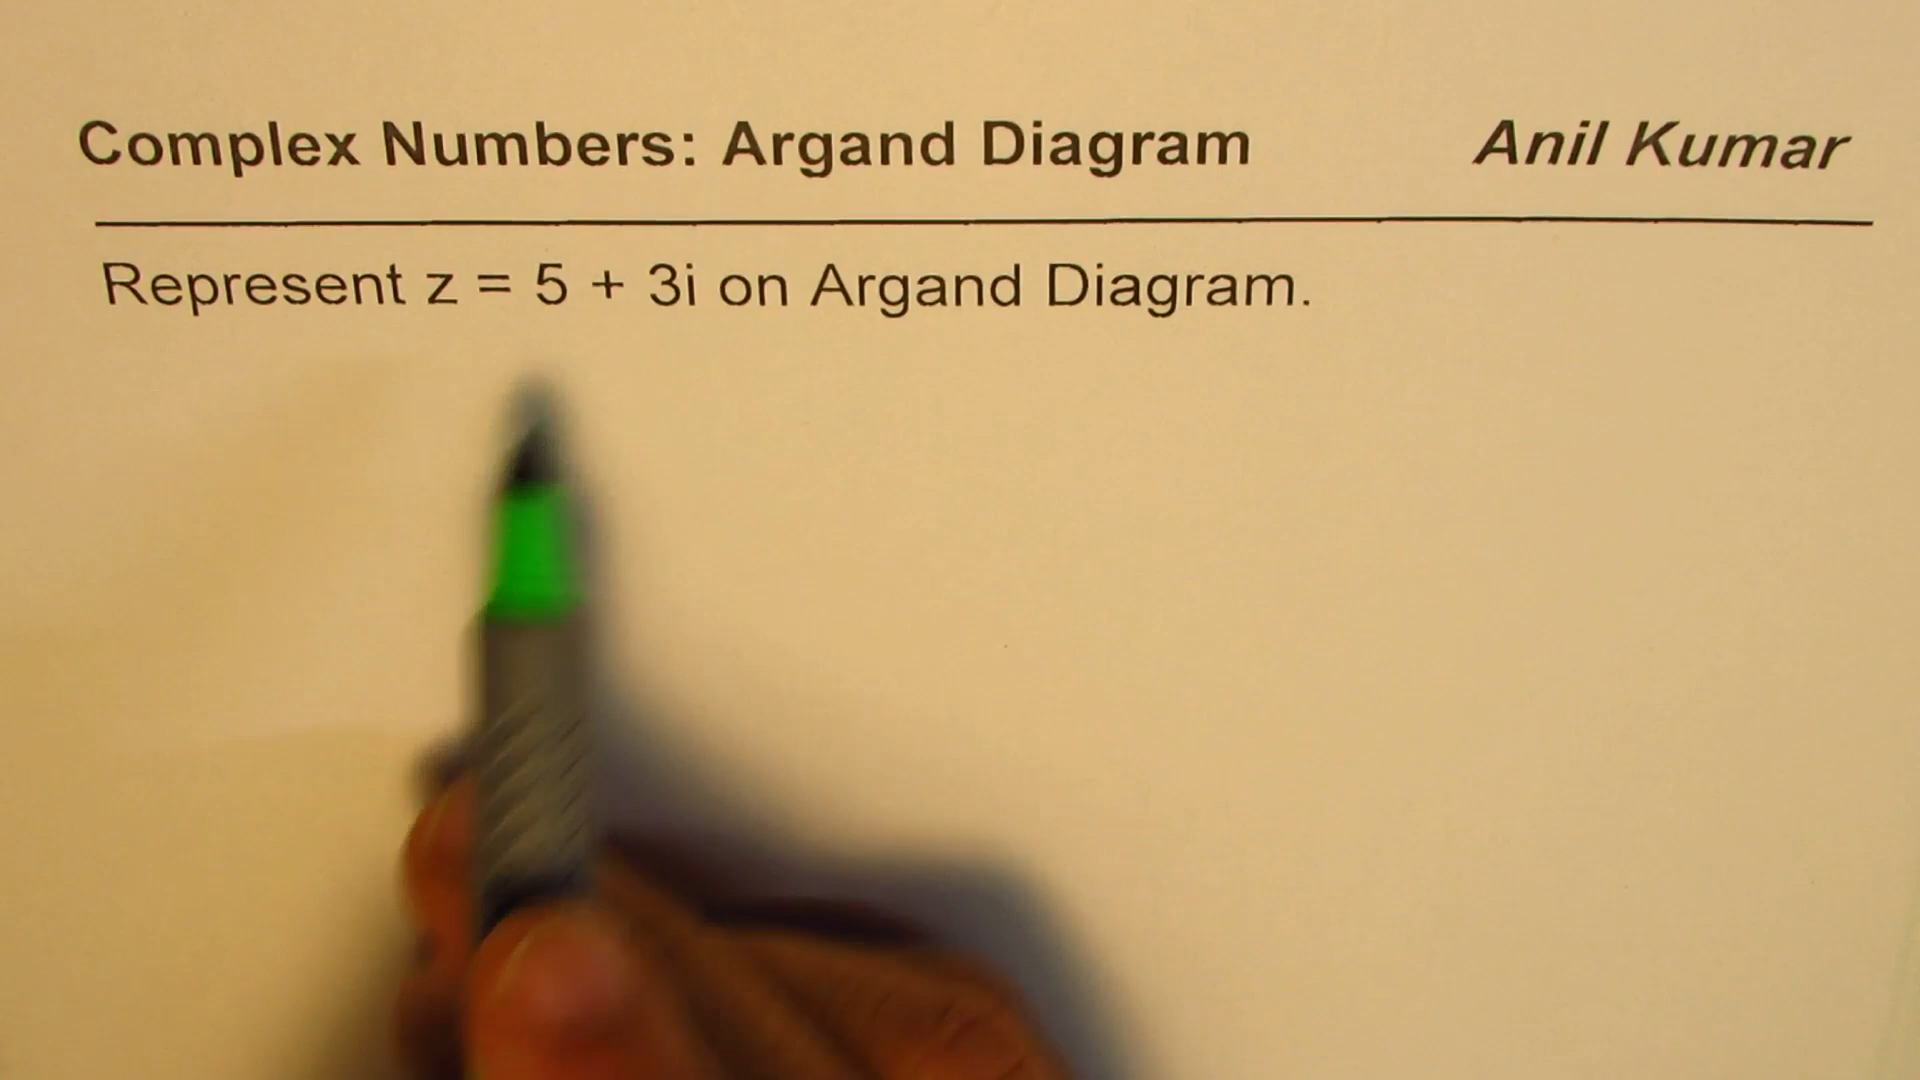 Complex Numbers: Argand Diagram Anil Kumar
Represent z = 5 + 3i on Argand Diagram.